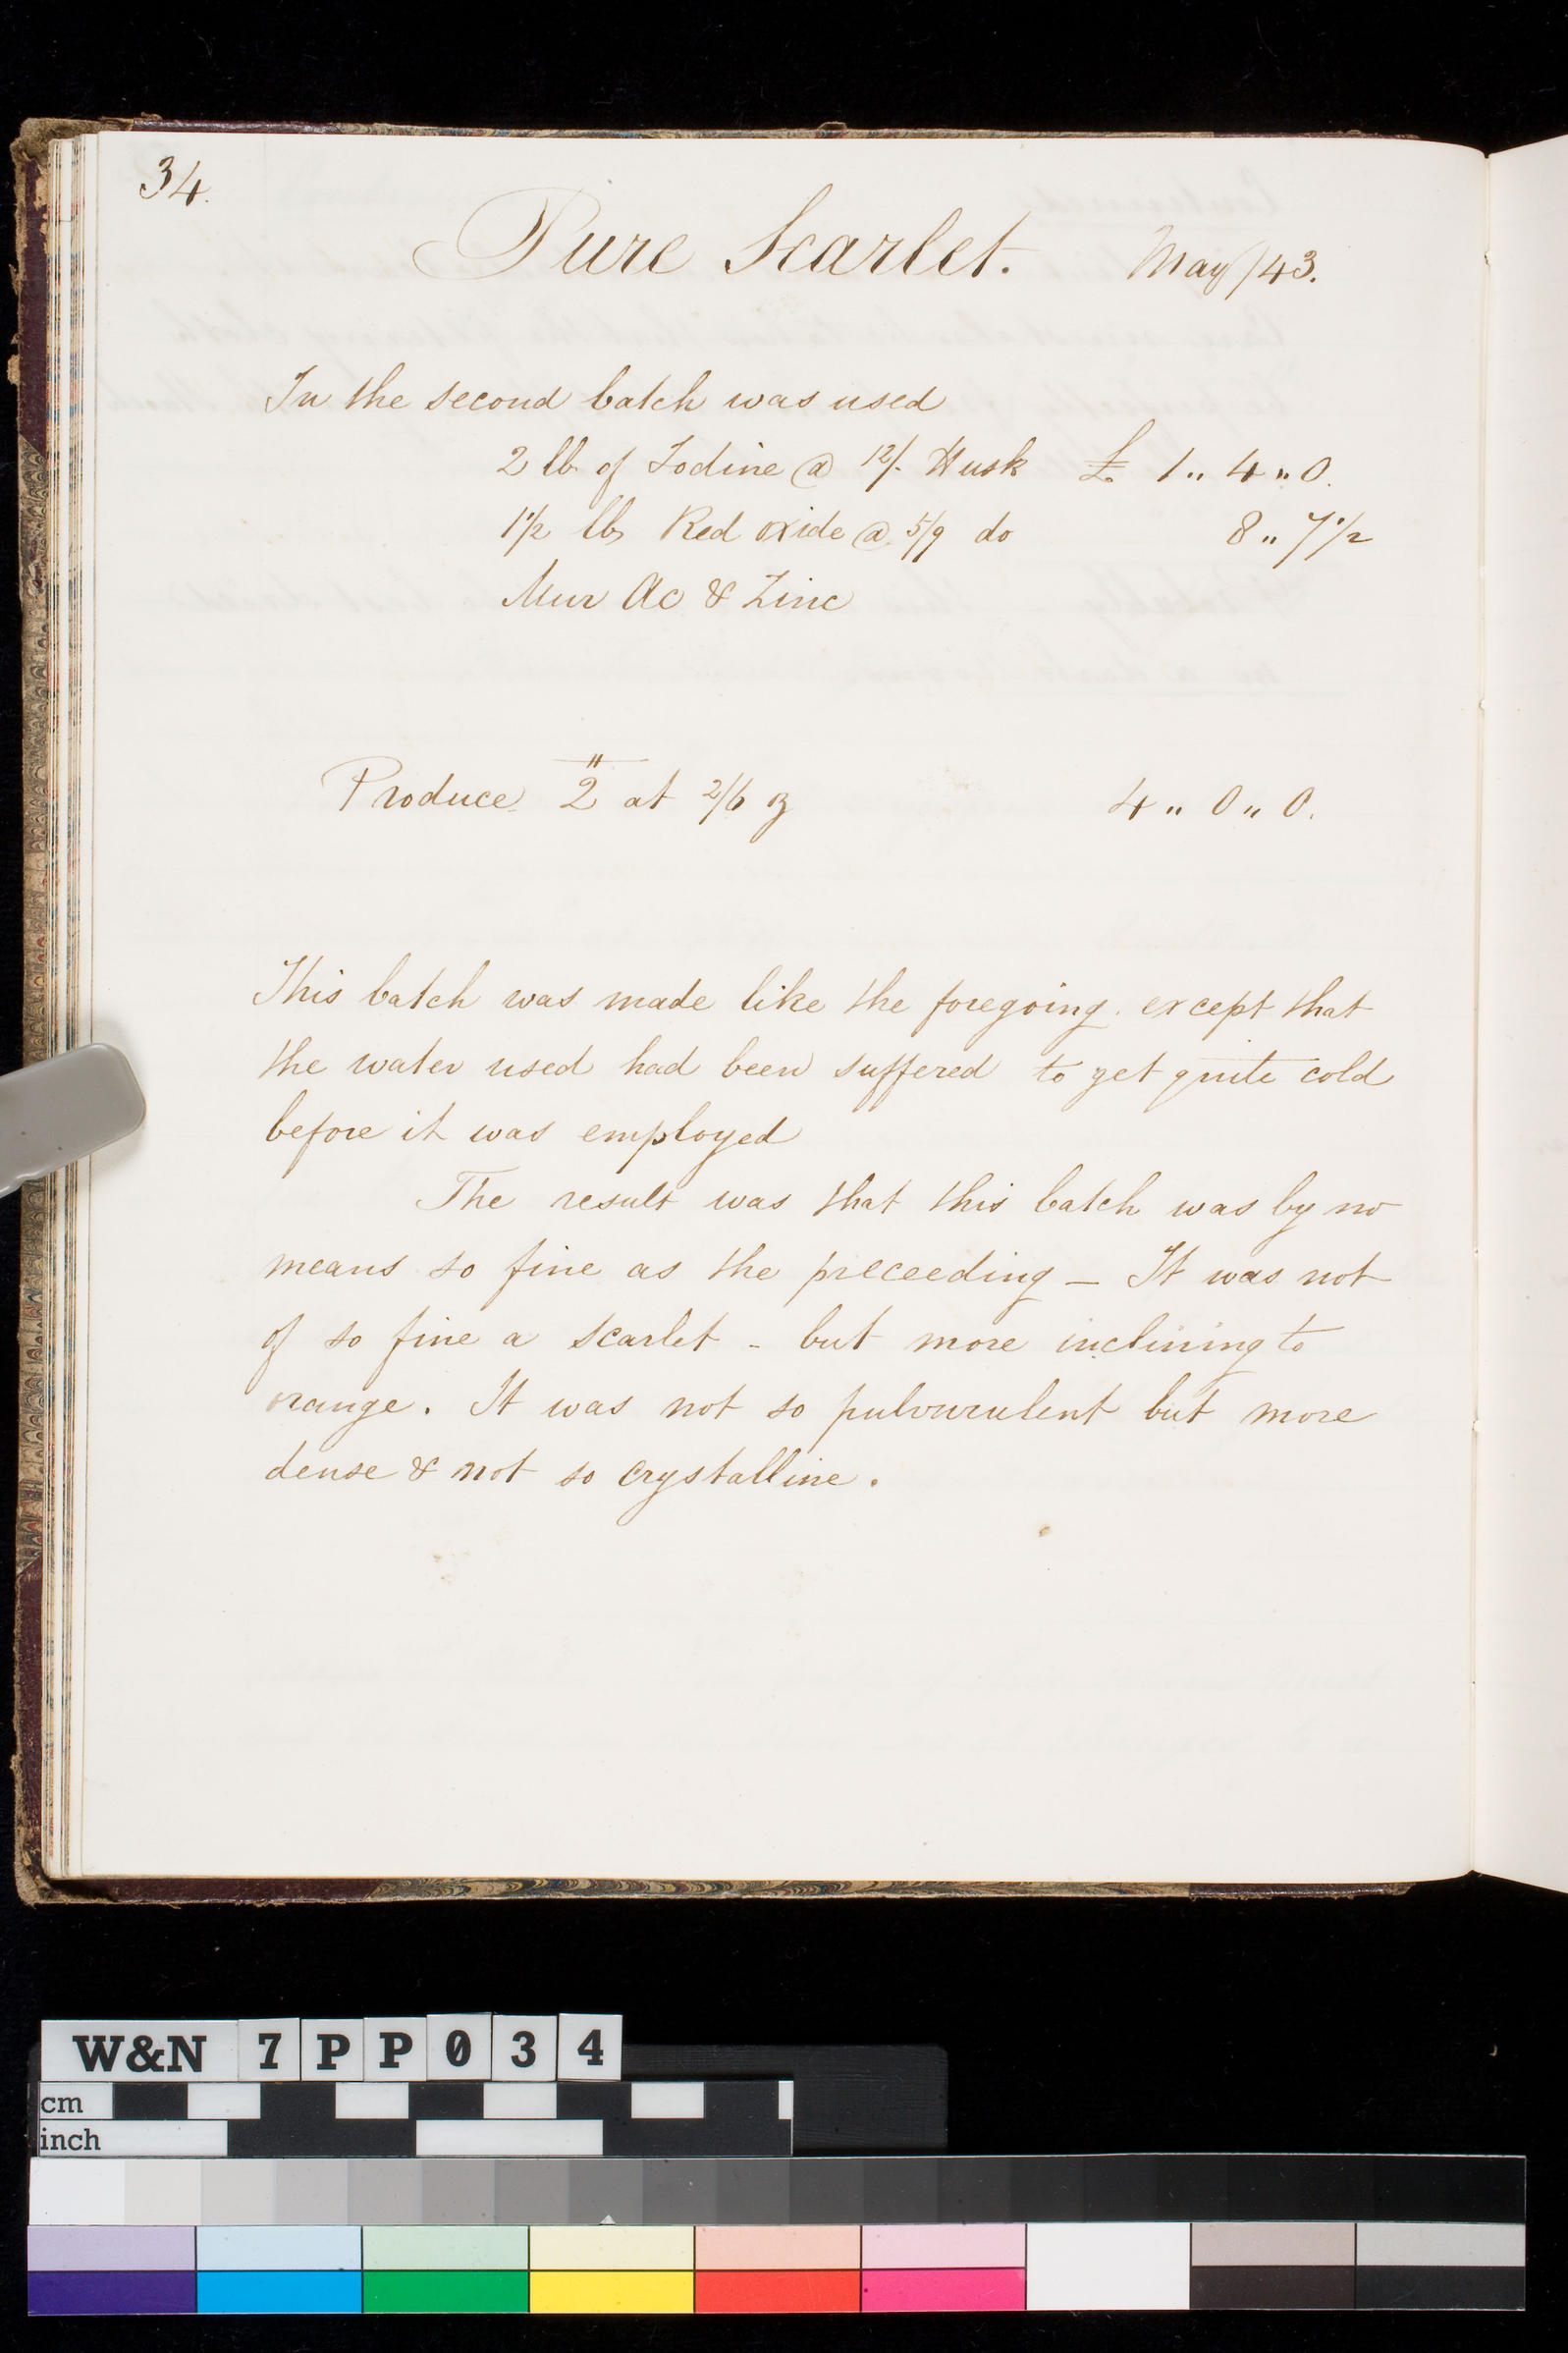 34.
Pure Scarlet. May/43.
In the second batch was used
2 lb of Iodine @ 12/- Husk £ 1 " 4 " 0.
1 1/2 lbs Red oxide @ 5/9 do 8 " 7 1/2
Mur Ac & Zinc
Produce 2 at 2/6 oz 4 " 0 " 0.
This batch was made like the foregoing. except that
the water used had been suffered to get quite cold
before it was employed
The result was that this batch was by no
means so fine as the preceeding — It was not
of so fine a scarlet - but more inclining to
orange. It was not so pulvurulent but more
dense & not so crystalline.
W&N 7PP034
cm
inch